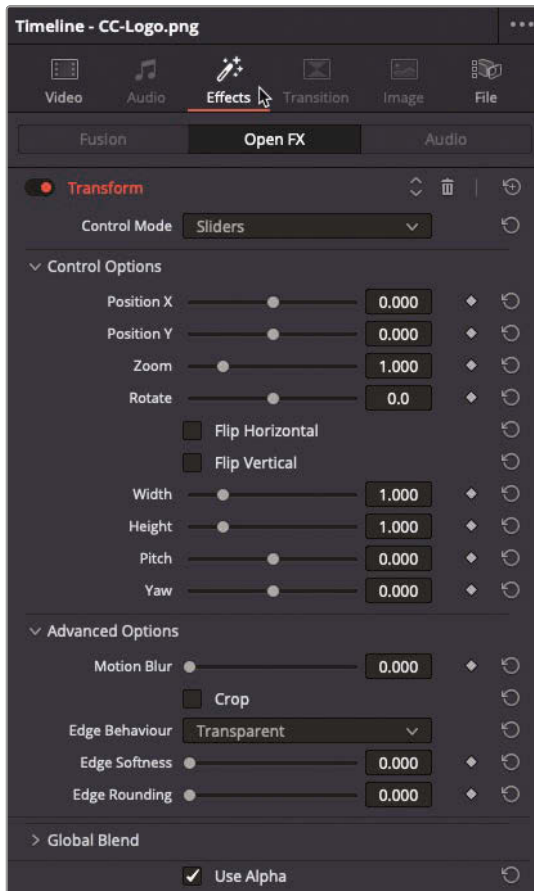 Timeline - CC-Logo.png
Video Audio Effects Transition Image File
Fusion Open FX Audio
Transform
Control Mode Sliders
Control Options
Position X 0.000
Position Y 0.000
Zoom 1.000
Rotate 0.0
Flip Horizontal
Flip Vertical
Width 1.000
Height 1.000
Pitch 0.000
Yaw 0.000
Advanced Options
Motion Blur 0.000
Crop
Edge Behaviour Transparent
Edge Softness 0.000
Edge Rounding 0.000
Global Blend
Use Alpha